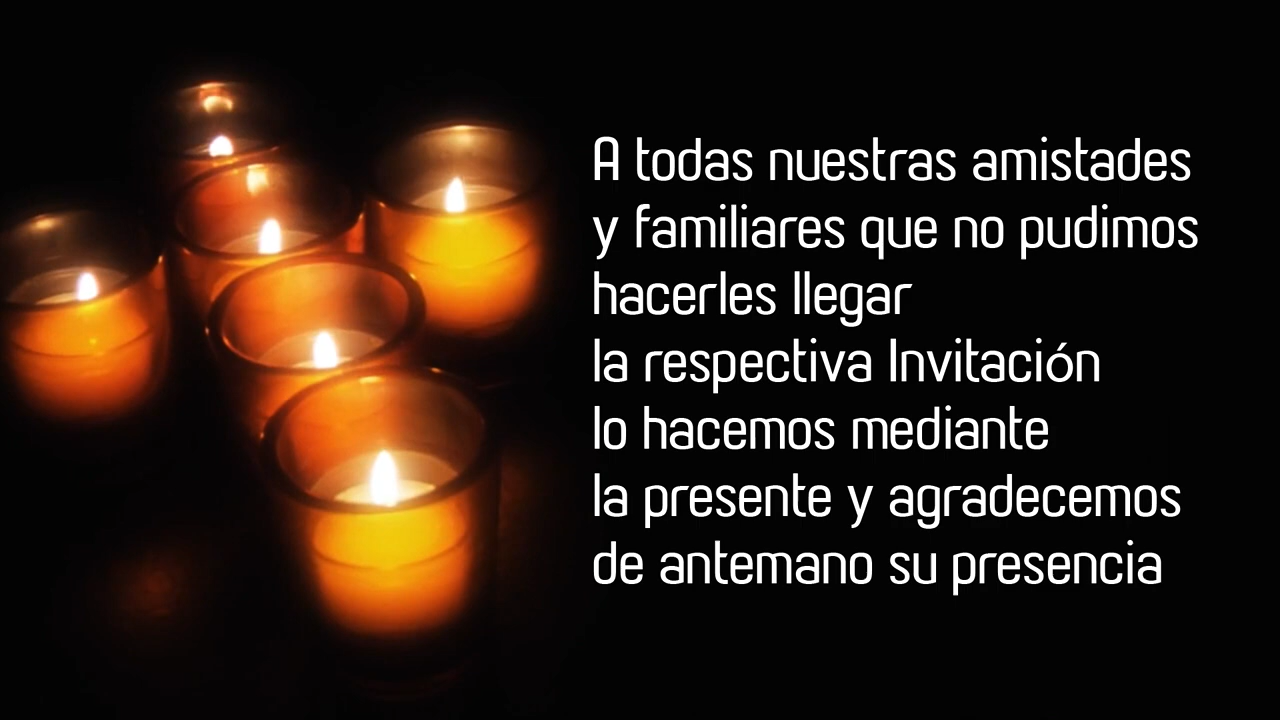 A todas nuestras amistades
y familiares que no pudimos
hacerles llegar
la respectiva Invitación
lo hacemos mediante
la presente y agradecemos
de antemano su presencia